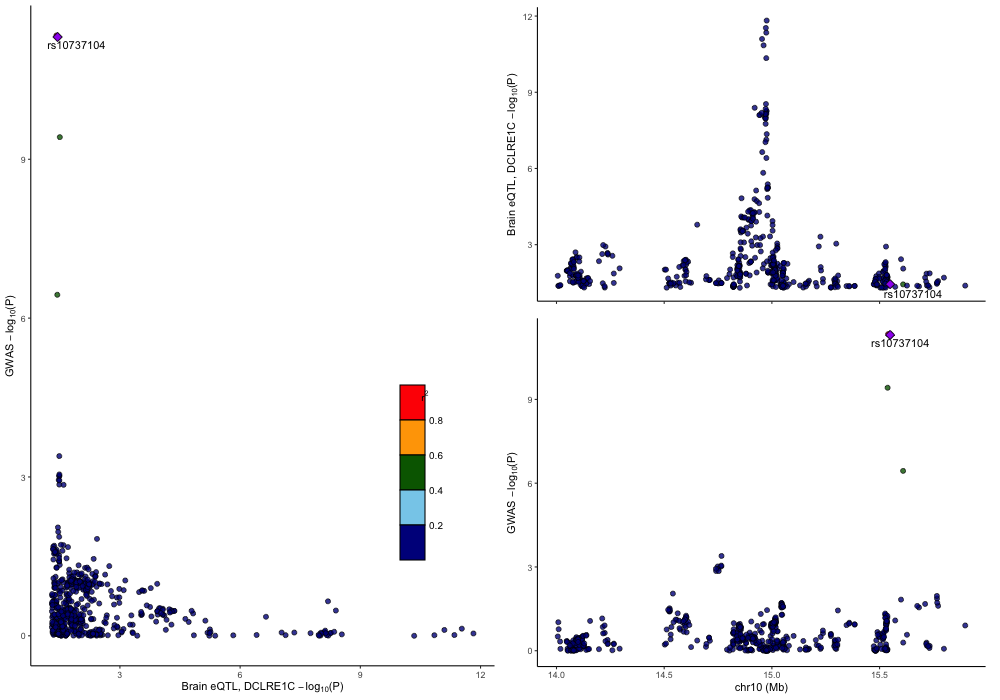 rs10737104
9
6
3
0
GWAS −log10(P)
3
6
9
12
Brain eQTL, DCLRE1C −log10(P)
r2
0.8
0.6
0.4
0.2
12
9
6
3
Brain eQTL, DCLRE1C −log10(P)
rs10737104
rs10737104
9
6
3
0
GWAS −log10(P)
14.0
14.5
15.0
15.5
chr10 (Mb)